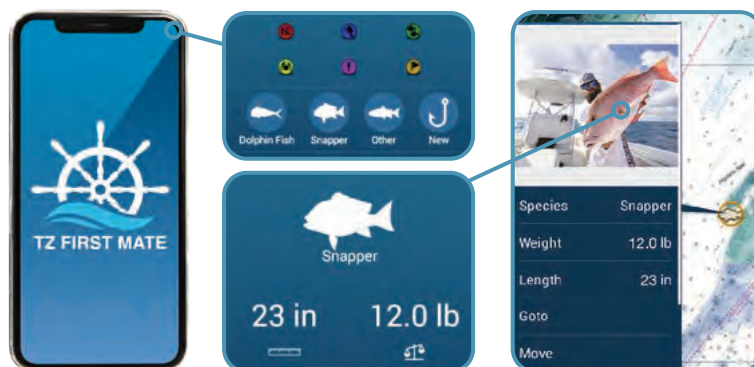 TZ FIRST MATE
Dolphin Fish Snapper Other New
Snapper
23 in 12.0 lb
Species Snapper
Weight 12.0 lb
Length 23 in
Goto
Move